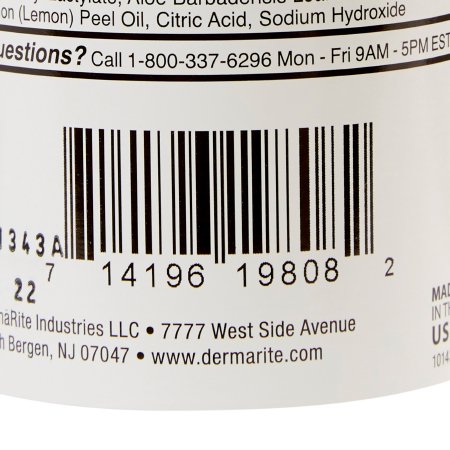 (Lemon) Peel Oil, Citric Acid, Sodium Hydroxide
Questions? Call 1-800-337-6296 Mon - Fri 9AM - 5PM EST
343A
7 14196 19808 2
22
maRite Industries LLC • 7777 West Side Avenue
h Bergen, NJ 07047 • www.dermarite.com
MAD
IN TH
US
1014